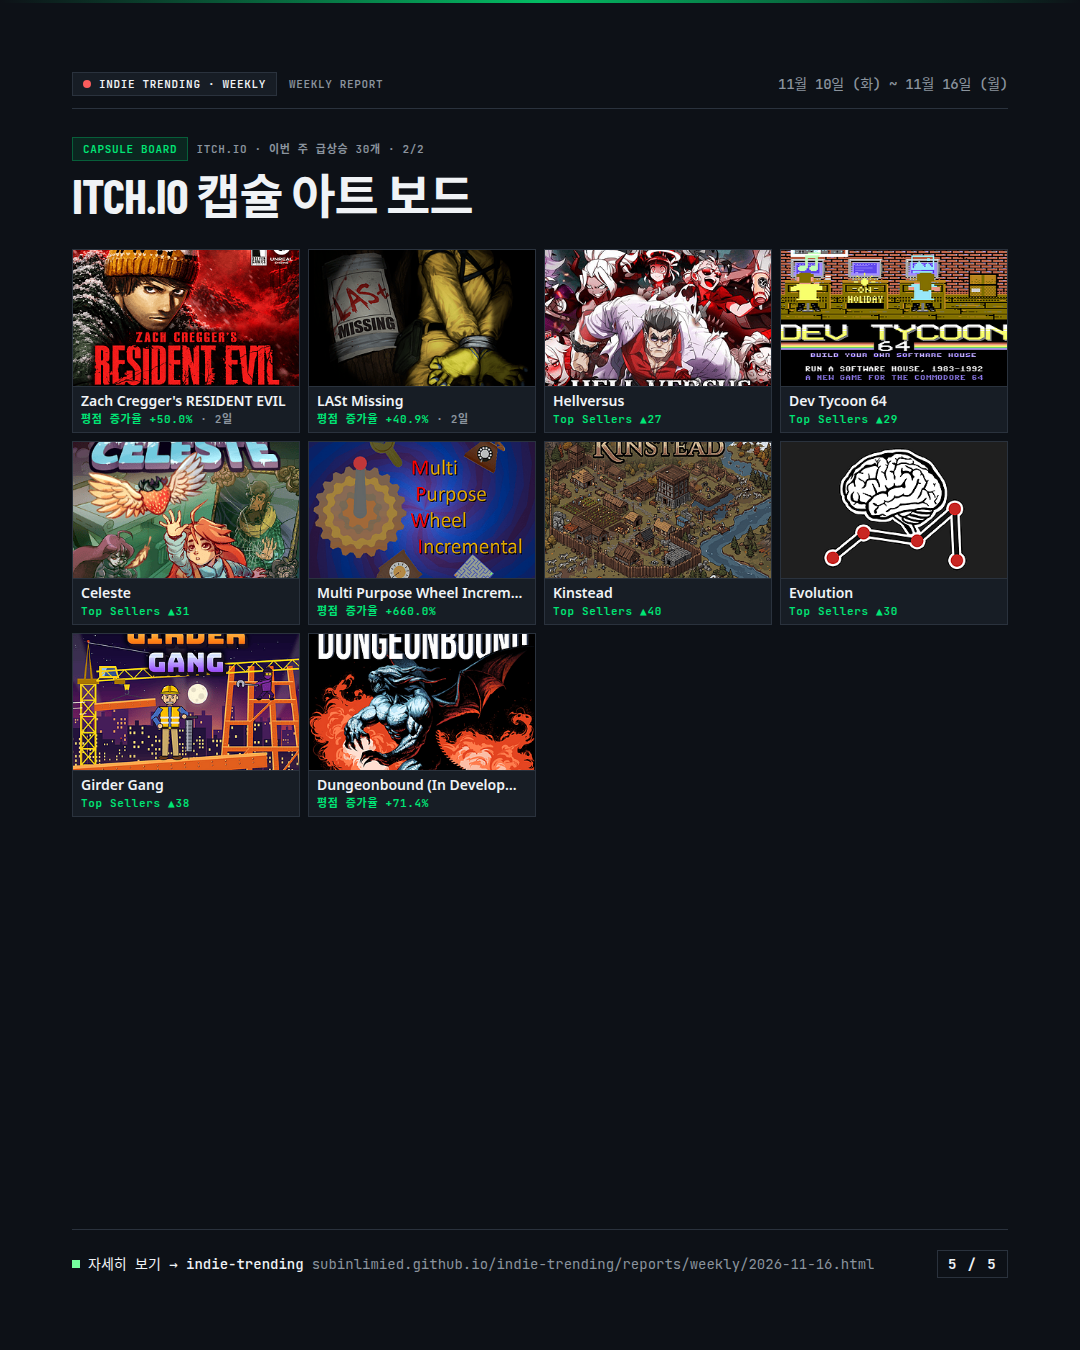 INDIE TRENDING · WEEKLY WEEKLY REPORT 11월 10일 (화) ~ 11월 16일 (월)
CAPSULE BOARD ITCH.IO · 이번 주 급상승 30개 · 2/2
ITCH.IO 캡슐 아트 보드
ZACH CREGGER'S
RESIDENT EVIL
Zach Cregger's RESIDENT EVIL
평점 증가율 +50.0% · 2일
LASt
MISSING
LASt Missing
평점 증가율 +40.9% · 2일
HELL VERSUS
Hellversus
Top Sellers ▲27
ON
HOLIDAY
DEV TYCOON
64
BUILD YOUR OWN SOFTWARE HOUSE
RUN A SOFTWARE HOUSE, 1983-1992
A NEW GAME FOR THE COMMODORE 64
Dev Tycoon 64
Top Sellers ▲29
CELESTE
Celeste
Top Sellers ▲31
Multi
Purpose
Wheel
Incremental
Multi Purpose Wheel Increm...
평점 증가율 +660.0%
KINSTEAD
Kinstead
Top Sellers ▲40
Evolution
Top Sellers ▲30
GIRDER
GANG
Girder Gang
Top Sellers ▲38
DUNGEONBOUND
Dungeonbound (In Develop...
평점 증가율 +71.4%
자세히 보기 → indie-trending subinlimied.github.io/indie-trending/reports/weekly/2026-11-16.html 5 / 5